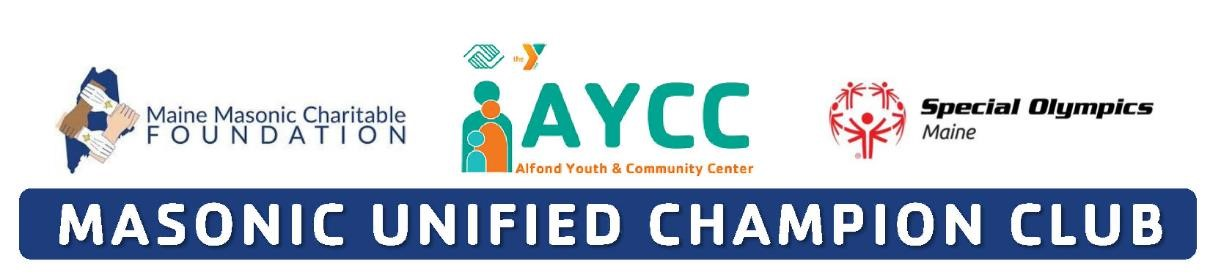 Maine Masonic Charitable
FOUNDATION
the Y
AYCC
Alfond Youth & Community Center
Special Olympics
Maine
MASONIC UNIFIED CHAMPION CLUB